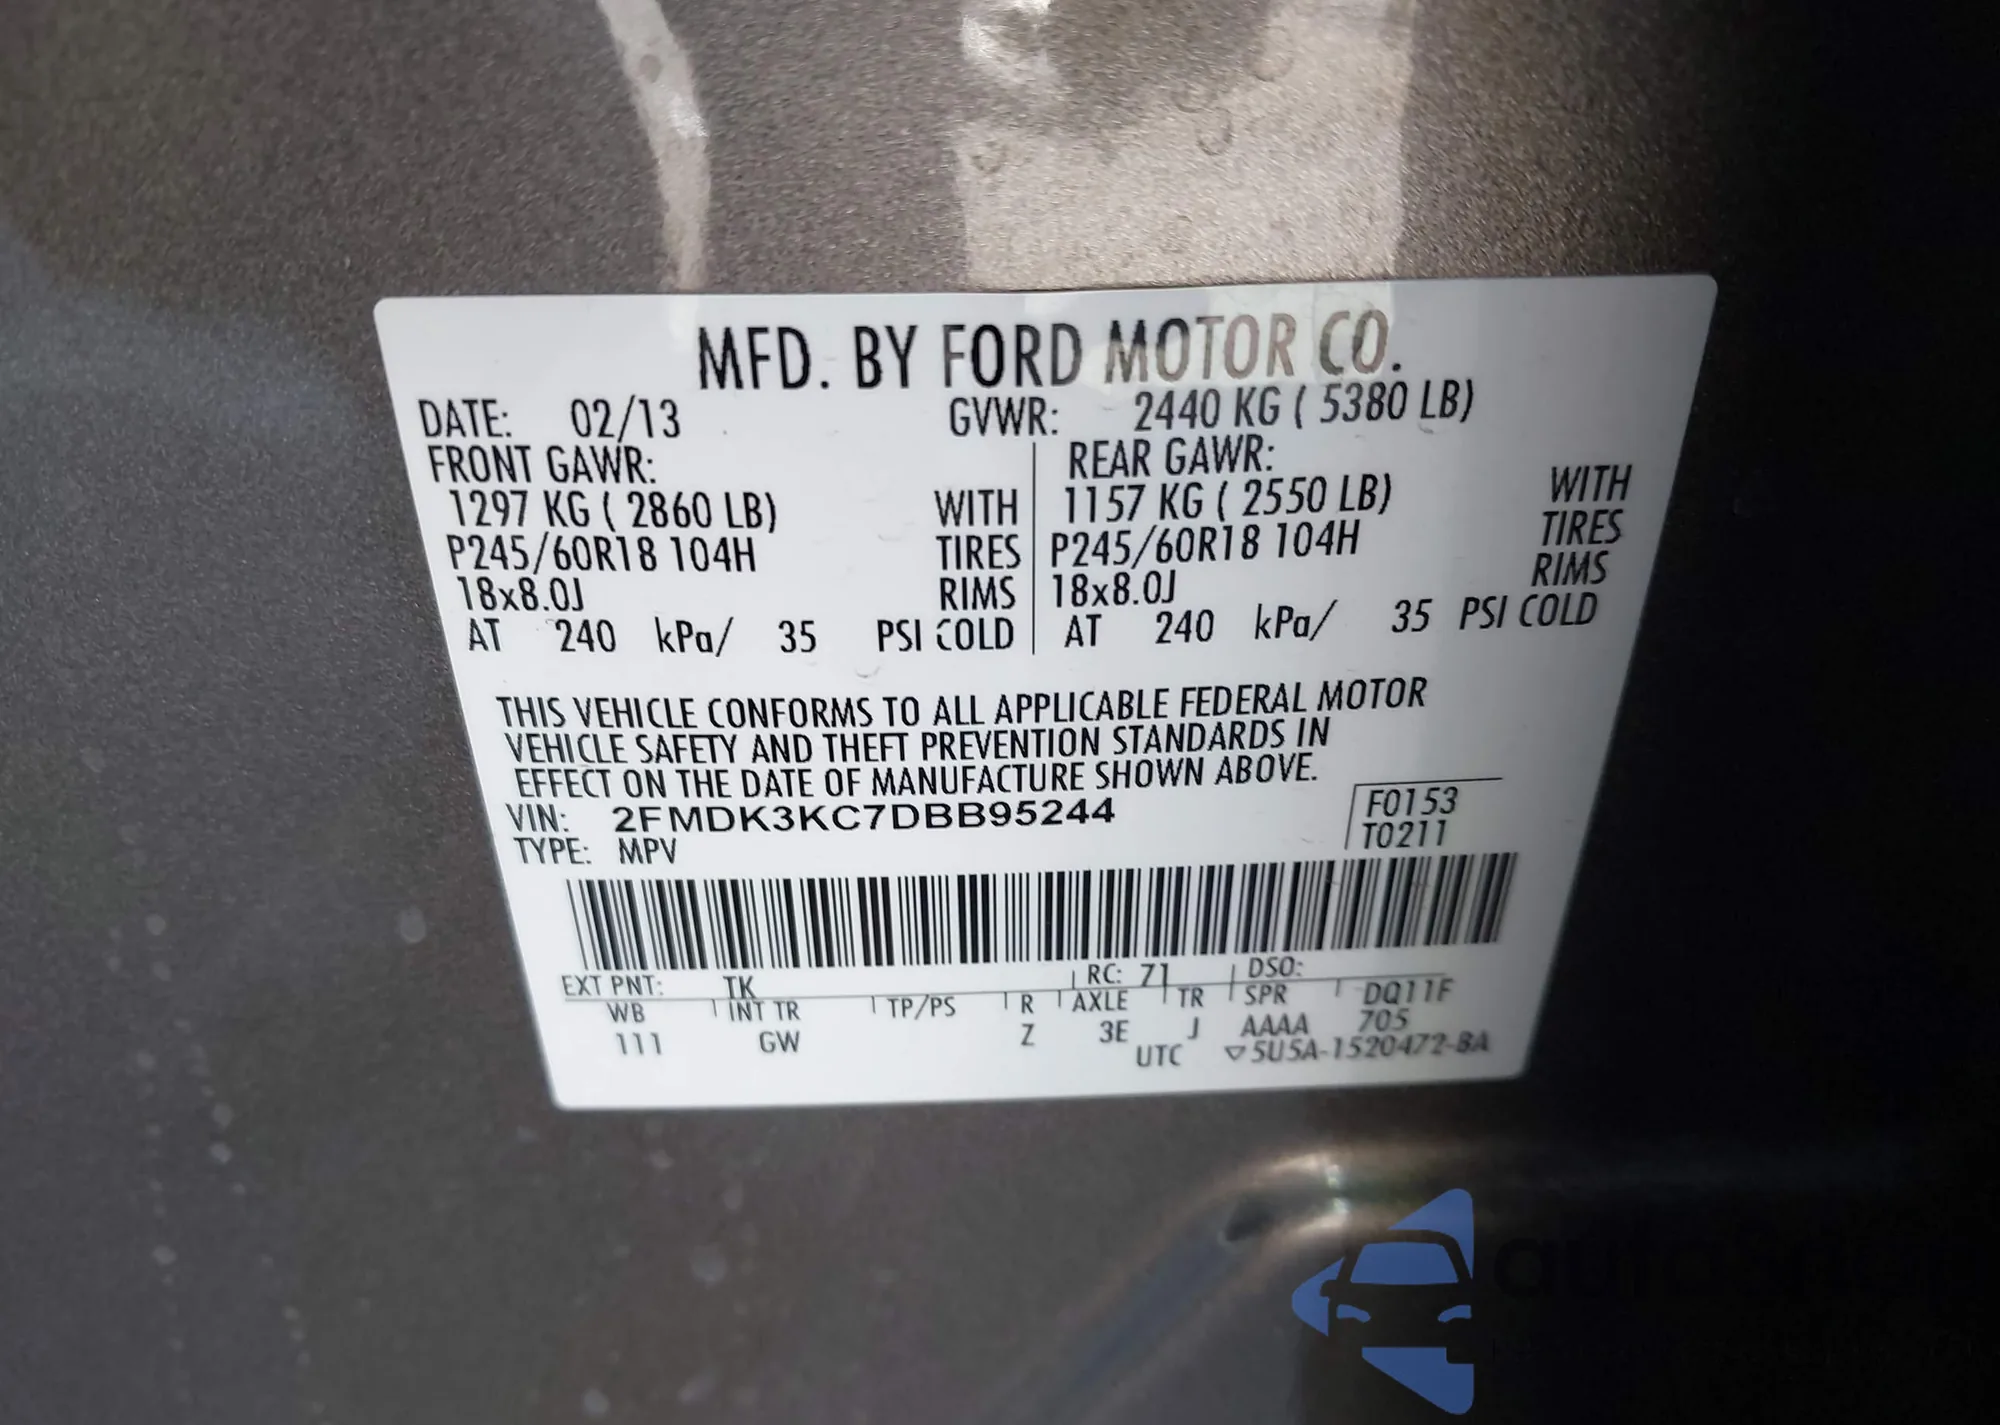 MFD. BY FORD MOTOR CO.
DATE: 02/13 GVWR: 2440 KG ( 5380 LB)
FRONT GAWR: REAR GAWR:
1297 KG ( 2860 LB) WITH 1157 KG ( 2550 LB) WITH
P245/60R18 104H TIRES P245/60R18 104H TIRES
18x8.0J RIMS 18x8.0J RIMS
AT 240 kPa/ 35 PSI COLD AT 240 kPa/ 35 PSI COLD
THIS VEHICLE CONFORMS TO ALL APPLICABLE FEDERAL MOTOR
VEHICLE SAFETY AND THEFT PREVENTION STANDARDS IN
EFFECT ON THE DATE OF MANUFACTURE SHOWN ABOVE.
VIN: 2FMDK3KC7DBB95244 F0153
TYPE: MPV T0211
EXT PNT: TK RC: 71 DSO:
WB INT TR TP/PS R AXLE TR SPR DQ11F
111 GW Z 3E J AAAA 705
UTC ▽5U5A-1520472-BA